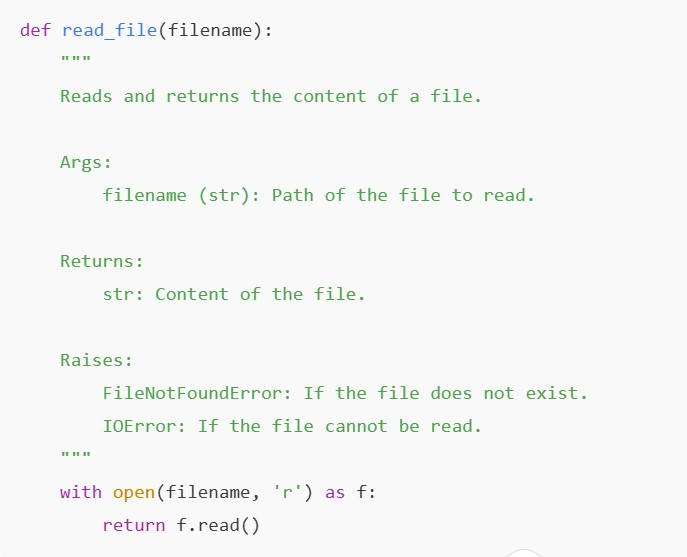 def read_file(filename):
    """
    Reads and returns the content of a file.

    Args:
        filename (str): Path of the file to read.

    Returns:
        str: Content of the file.

    Raises:
        FileNotFoundError: If the file does not exist.
        IOError: If the file cannot be read.
    """
    with open(filename, 'r') as f:
        return f.read()